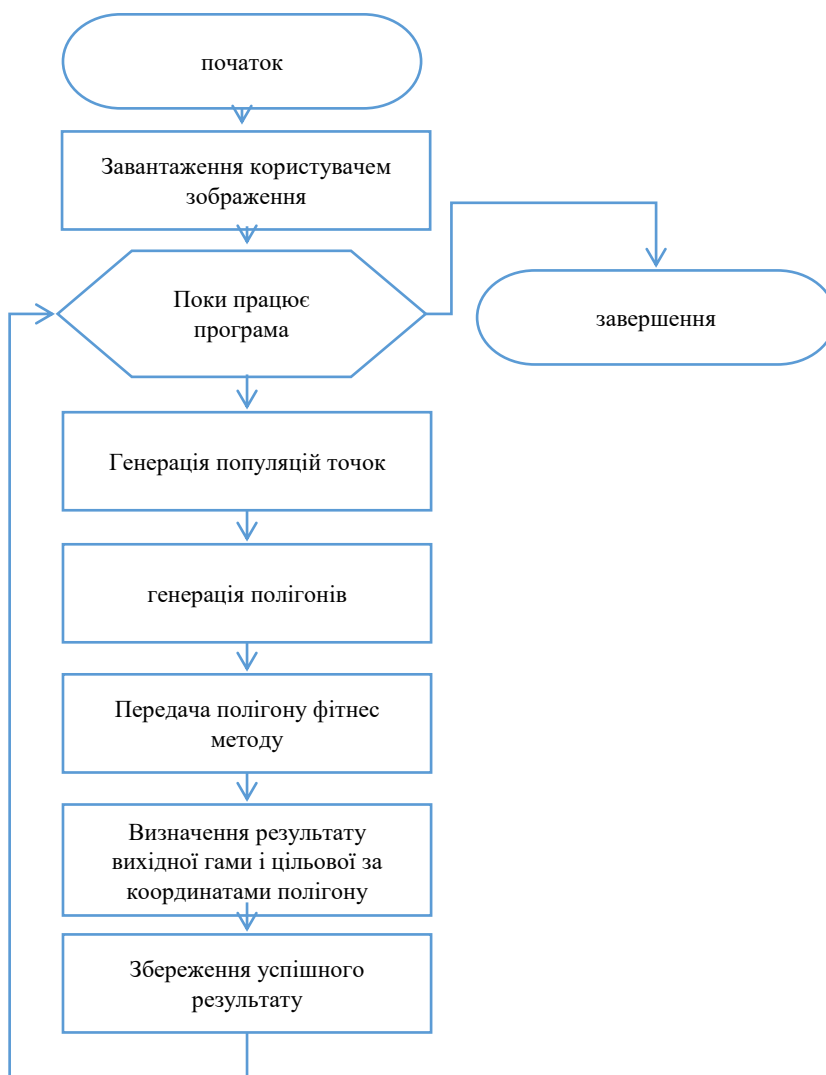 початок
Завантаження користувачем
зображення
Поки працює
програма
завершення
Генерація популяцій точок
генерація полігонів
Передача полігону фітнес
методу
Визначення результату
вихідної гами і цільової за
координатами полігону
Збереження успішного
результату